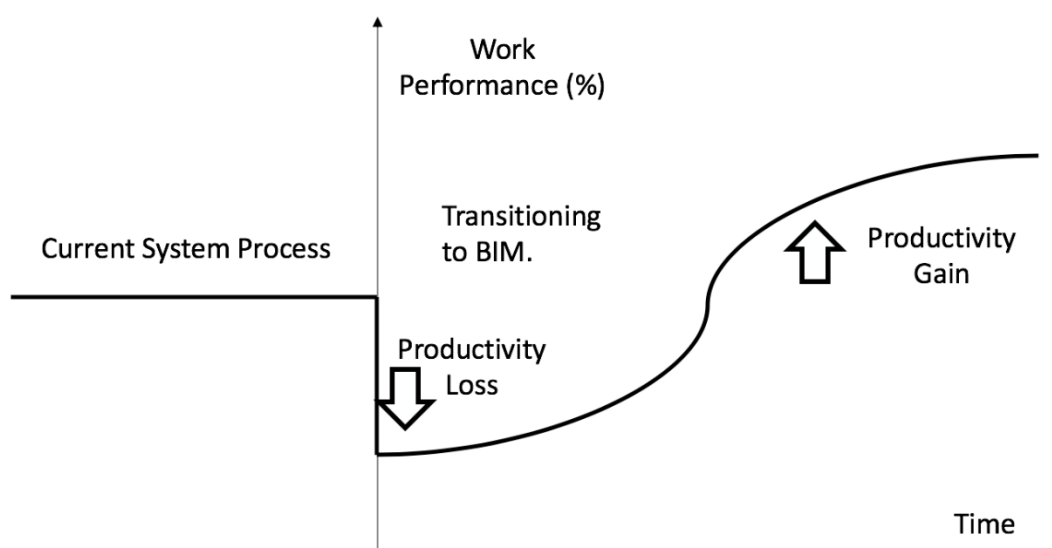 Work
Performance (%)
Current System Process
Transitioning
to BIM.
Productivity
Gain
Productivity
Loss
Time